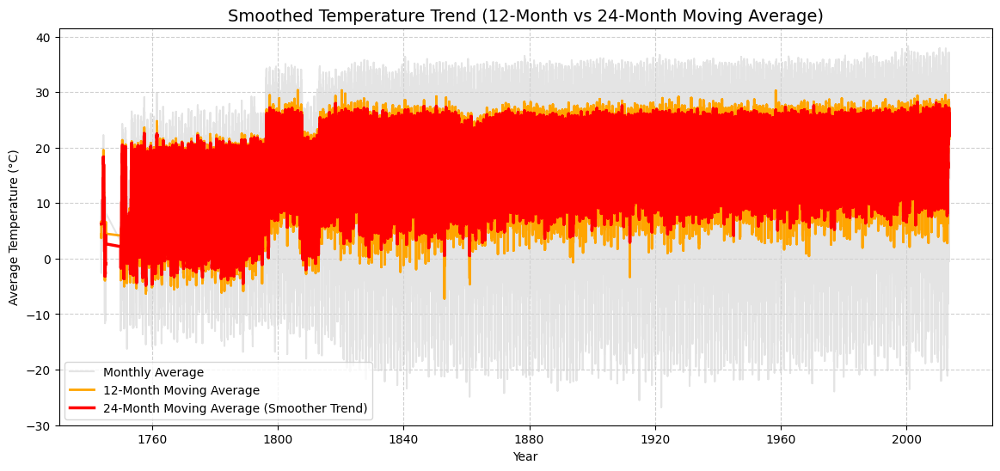 Smoothed Temperature Trend (12-Month vs 24-Month Moving Average)
Average Temperature (°C)
40
30
20
10
0
−10
−20
−30
Monthly Average
12-Month Moving Average
24-Month Moving Average (Smoother Trend)
1760 1800 1840 1880 1920 1960 2000
Year